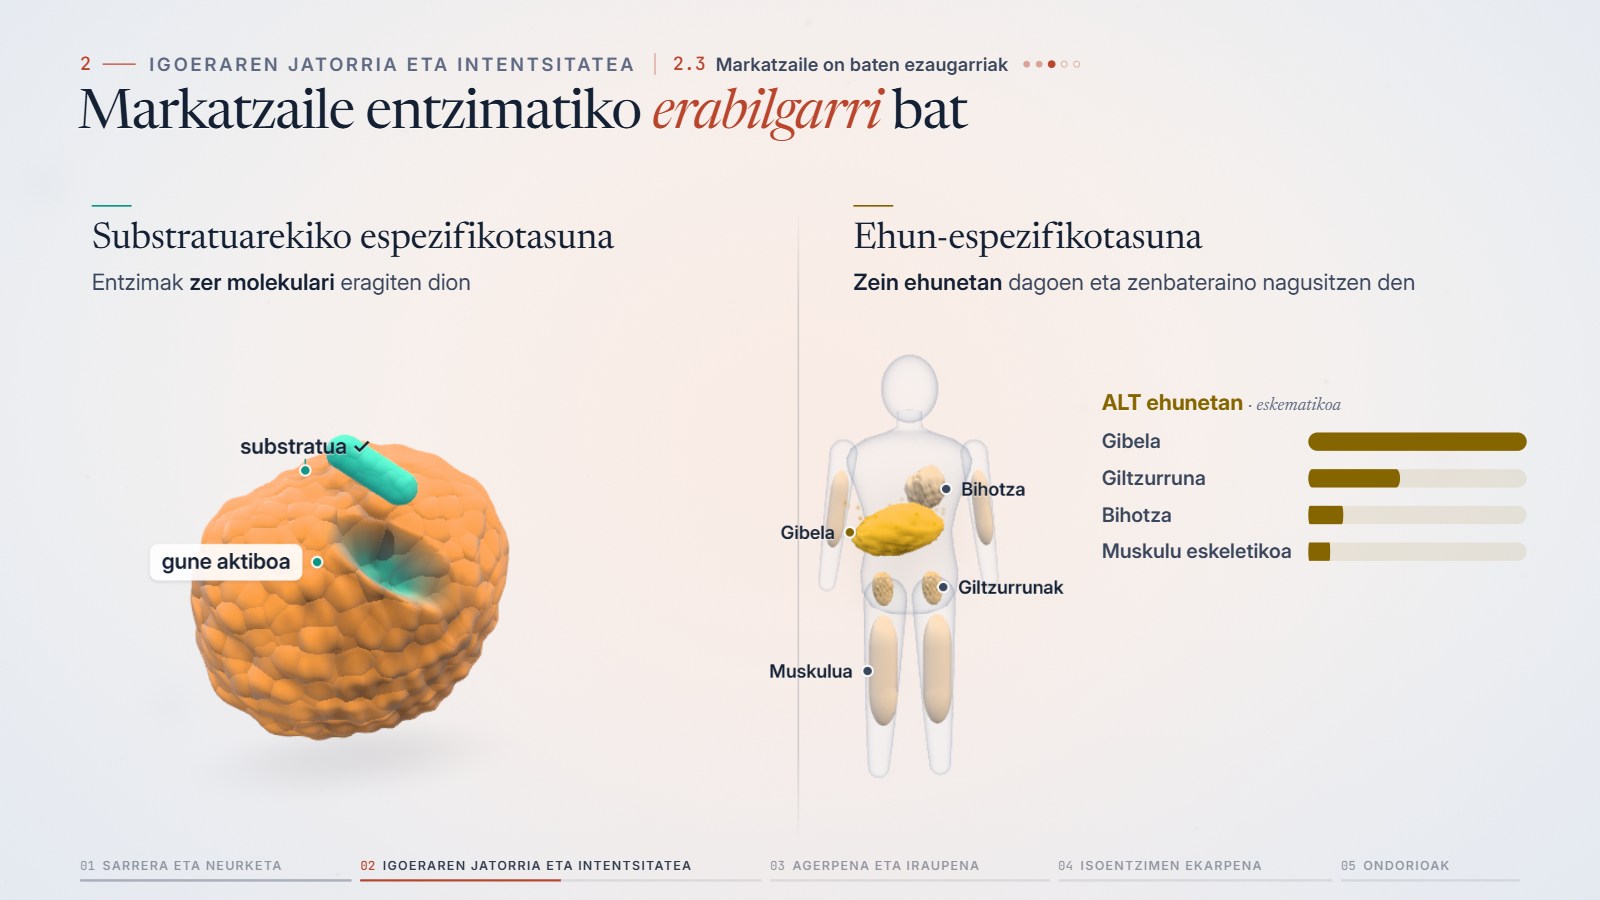 2 — IGOERAREN JATORRIA ETA INTENTSITATEA | 2.3 Markatzaile on baten ezaugarriak
Markatzaile entzimatiko erabilgarri bat
Substratuarekiko espezifikotasuna
Entzimak zer molekulari eragiten dion
substratua ✓
gune aktiboa
Ehun-espezifikotasuna
Zein ehunetan dagoen eta zenbateraino nagusitzen den
Bihotza
Gibela
Giltzurrunak
Muskulua
ALT ehunetan · eskematikoa
Gibela
Giltzurruna
Bihotza
Muskulu eskeletikoa
01 SARRERA ETA NEURKETA
02 IGOERAREN JATORRIA ETA INTENTSITATEA
03 AGERPENA ETA IRAUPENA
04 ISOENTZIMEN EKARPENA
05 ONDORIOAK